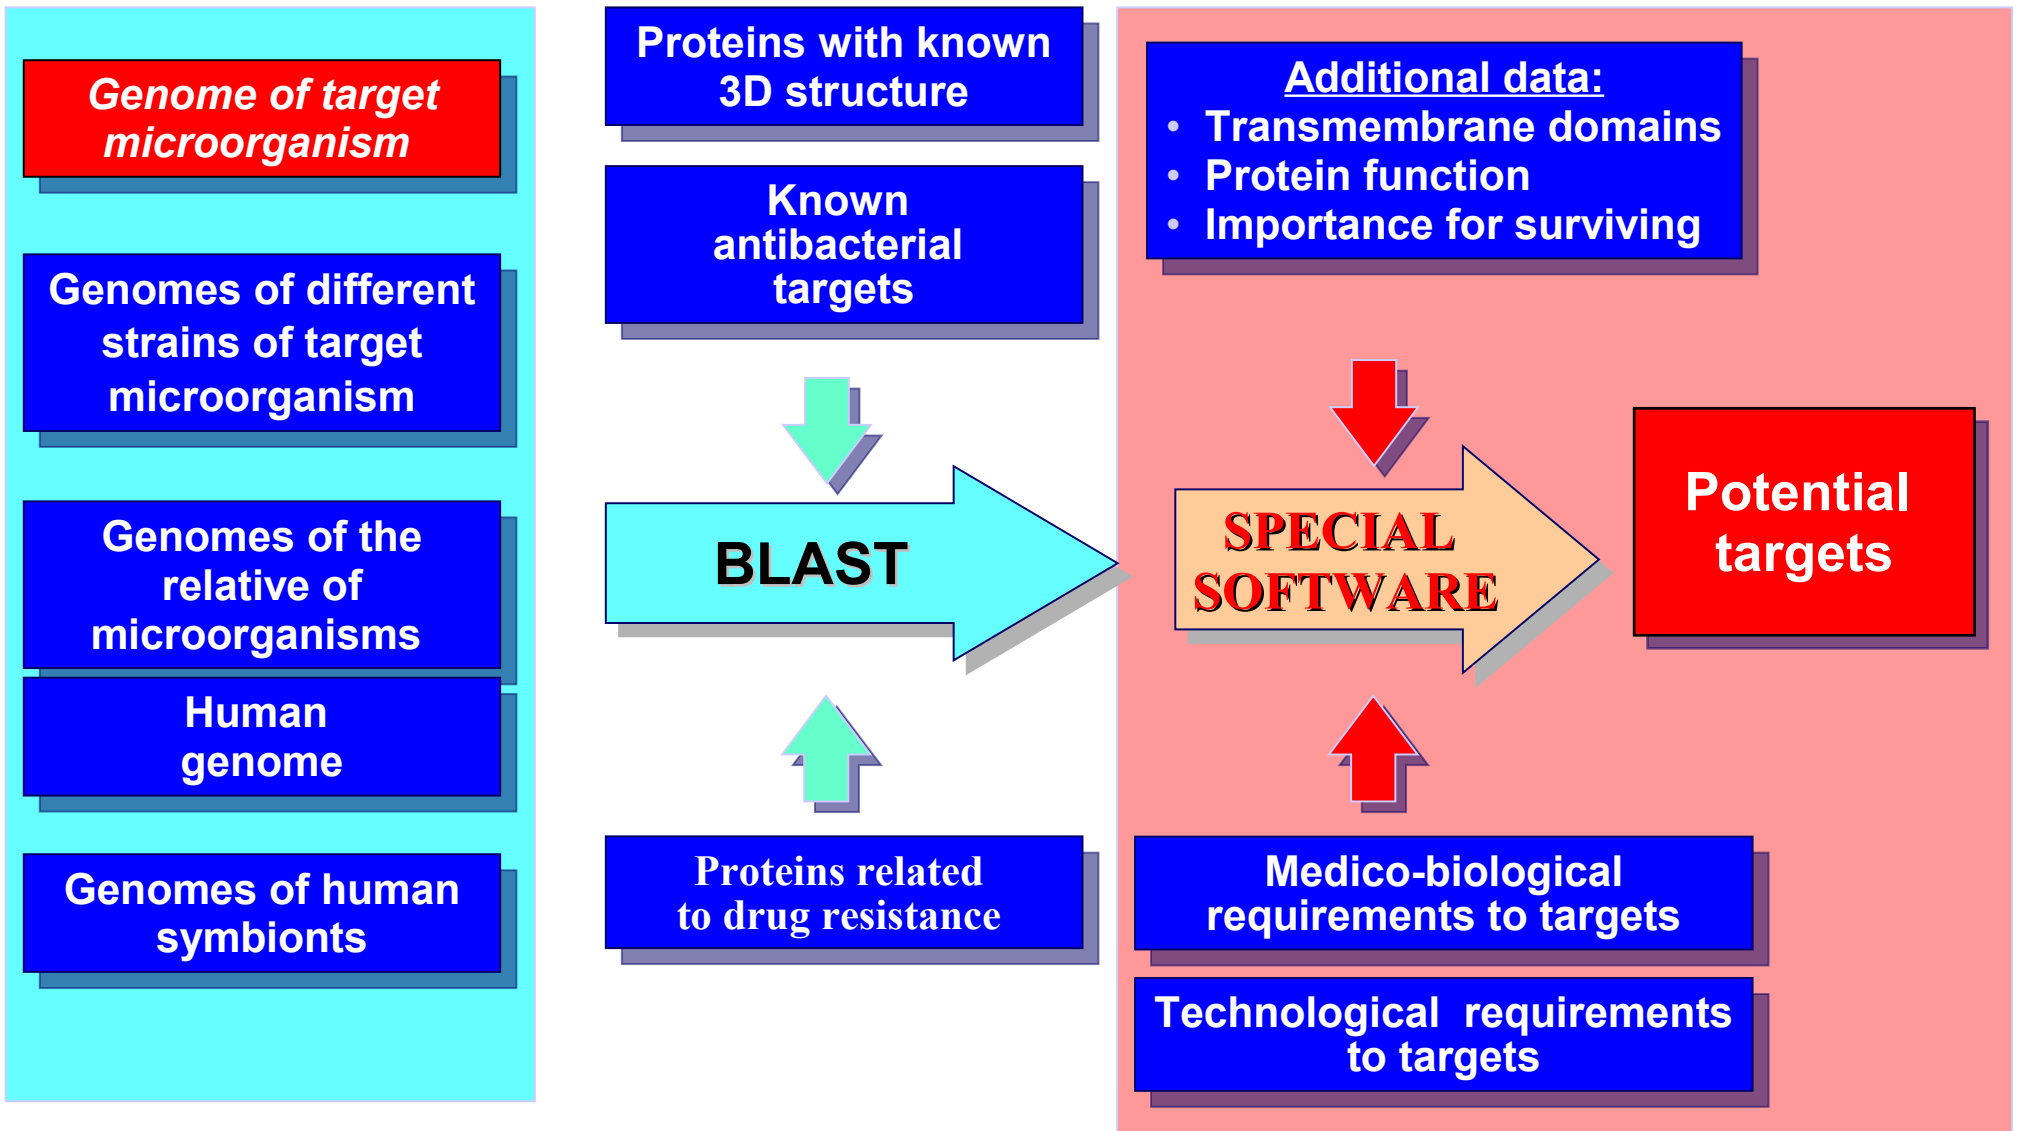 Genome of target
microorganism
Genomes of different
strains of target
microorganism
Genomes of the
relative of
microorganisms
Human
genome
Genomes of human
symbionts
Proteins with known
3D structure
Known
antibacterial
targets
BLAST
Proteins related
to drug resistance
Additional data:
• Transmembrane domains
• Protein function
• Importance for surviving
SPECIAL
SOFTWARE
Medico-biological
requirements to targets
Technological requirements
to targets
Potential
targets